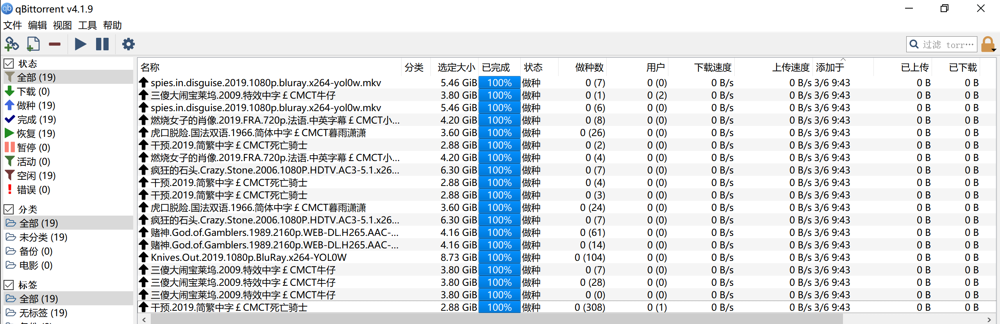 qBittorrent v4.1.9
文件 编辑 视图 工具 帮助
过滤 torr…
状态
全部 (19)
下载 (0)
做种 (19)
完成 (19)
恢复 (19)
暂停 (0)
活动 (0)
空闲 (19)
错误 (0)
分类
全部 (19)
未分类 (19)
备份 (0)
电影 (0)
标签
全部 (19)
无标签 (19)
名称 分类 选定大小 已完成 状态 做种数 用户 下载速度 上传速度 添加于 已上传 已下载
spies.in.disguise.2019.1080p.bluray.x264-yol0w.mkv 5.46 GiB 100% 做种 0 (7) 0 (0) 0 B/s 0 B/s 3/6 9:43 0 B 0 B
三傻大闹宝莱坞.2009.特效中字￡CMCT牛仔 3.80 GiB 100% 做种 0 (1) 0 (2) 0 B/s 0 B/s 3/6 9:43 0 B 0 B
spies.in.disguise.2019.1080p.bluray.x264-yol0w.mkv 5.46 GiB 100% 做种 0 (6) 0 (0) 0 B/s 0 B/s 3/6 9:43 0 B 0 B
燃烧女子的肖像.2019.FRA.720p.法语.中英字幕￡CMCT小... 4.20 GiB 100% 做种 0 (8) 0 (0) 0 B/s 0 B/s 3/6 9:43 0 B 0 B
虎口脱险.国法双语.1966.简体中字￡CMCT暮雨潇潇 3.60 GiB 100% 做种 0 (26) 0 (0) 0 B/s 0 B/s 3/6 9:43 0 B 0 B
干预.2019.简繁中字￡CMCT死亡骑士 2.88 GiB 100% 做种 0 (2) 0 (0) 0 B/s 0 B/s 3/6 9:43 0 B 0 B
燃烧女子的肖像.2019.FRA.720p.法语.中英字幕￡CMCT小... 4.20 GiB 100% 做种 0 (4) 0 (0) 0 B/s 0 B/s 3/6 9:43 0 B 0 B
疯狂的石头.Crazy.Stone.2006.1080P.HDTV.AC3-5.1.x26... 6.30 GiB 100% 做种 0 (7) 0 (0) 0 B/s 0 B/s 3/6 9:43 0 B 0 B
干预.2019.简繁中字￡CMCT死亡骑士 2.88 GiB 100% 做种 0 (4) 0 (0) 0 B/s 0 B/s 3/6 9:43 0 B 0 B
干预.2019.简繁中字￡CMCT死亡骑士 2.88 GiB 100% 做种 0 (3) 0 (0) 0 B/s 0 B/s 3/6 9:43 0 B 0 B
虎口脱险.国法双语.1966.简体中字￡CMCT暮雨潇潇 3.60 GiB 100% 做种 0 (24) 0 (0) 0 B/s 0 B/s 3/6 9:43 0 B 0 B
疯狂的石头.Crazy.Stone.2006.1080P.HDTV.AC3-5.1.x26... 6.30 GiB 100% 做种 0 (7) 0 (0) 0 B/s 0 B/s 3/6 9:43 0 B 0 B
赌神.God.of.Gamblers.1989.2160p.WEB-DL.H265.AAC-... 4.16 GiB 100% 做种 0 (61) 0 (0) 0 B/s 0 B/s 3/6 9:43 0 B 0 B
赌神.God.of.Gamblers.1989.2160p.WEB-DL.H265.AAC-... 4.16 GiB 100% 做种 0 (14) 0 (0) 0 B/s 0 B/s 3/6 9:43 0 B 0 B
Knives.Out.2019.1080p.BluRay.x264-YOL0W 8.73 GiB 100% 做种 0 (104) 0 (0) 0 B/s 0 B/s 3/6 9:43 0 B 0 B
三傻大闹宝莱坞.2009.特效中字￡CMCT牛仔 3.80 GiB 100% 做种 0 (7) 0 (0) 0 B/s 0 B/s 3/6 9:43 0 B 0 B
三傻大闹宝莱坞.2009.特效中字￡CMCT牛仔 3.80 GiB 100% 做种 0 (28) 0 (0) 0 B/s 0 B/s 3/6 9:43 0 B 0 B
三傻大闹宝莱坞.2009.特效中字￡CMCT牛仔 3.80 GiB 100% 做种 0 (0) 0 (0) 0 B/s 0 B/s 3/6 9:43 0 B 0 B
干预.2019.简繁中字￡CMCT死亡骑士 2.88 GiB 100% 做种 0 (308) 0 (1) 0 B/s 0 B/s 3/6 9:43 0 B 0 B